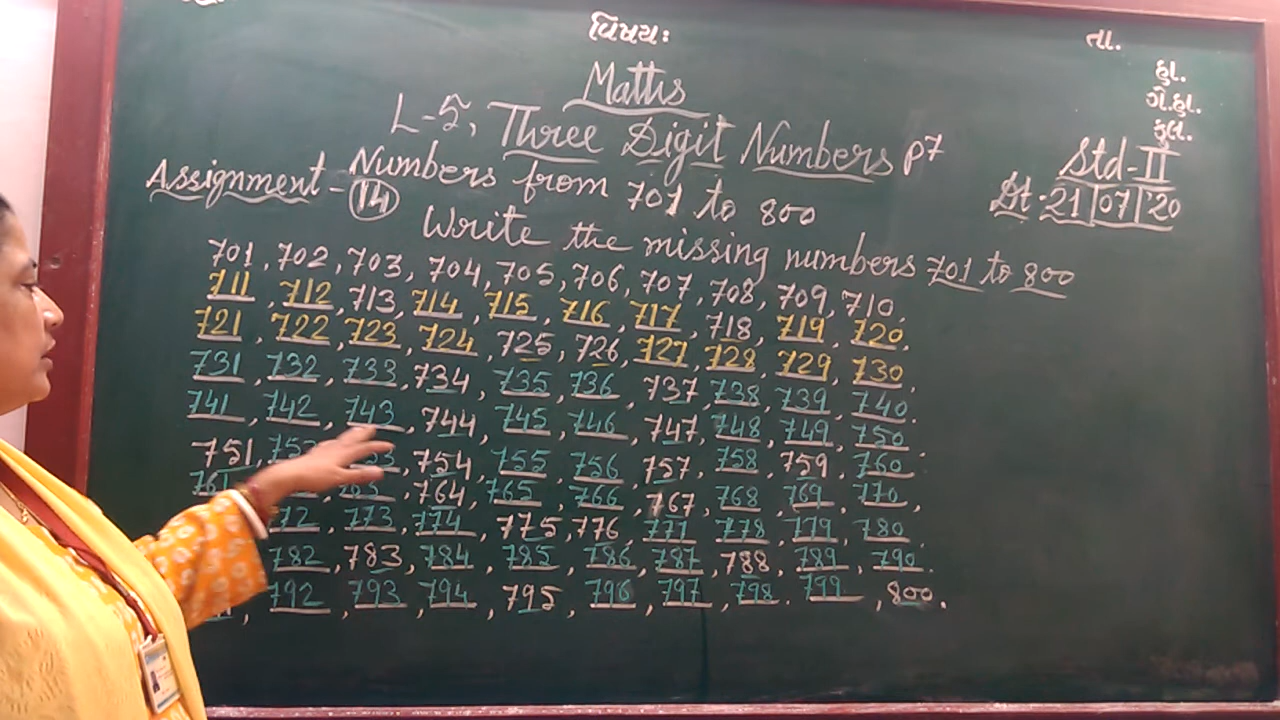 વિષય:
તા.
Maths
હા.
ગે.હા.
કુલ.
L-5, Three Digit Numbers P7
Std-II
Assignment - 14 Numbers from 701 to 800
Dt: 21|07|'20
Write the missing numbers 701 to 800
701, 702, 703, 704, 705, 706, 707, 708, 709, 710,
711, 712, 713, 714, 715, 716, 717, 718, 719, 720,
721, 722, 723, 724, 725, 726, 727, 728, 729, 730,
731, 732, 733, 734, 735, 736, 737, 738, 739, 740,
741, 742, 743, 744, 745, 746, 747, 748, 749, 750,
751, 754, 755, 756, 757, 758, 759, 760,
761, 764, 765, 766, 767, 768, 769, 770,
773, 774, 775, 776, 777, 778, 779, 780,
782, 783, 784, 785, 786, 787, 788, 789, 790.
792, 793, 794, 795, 796, 797, 798. 799, 800.